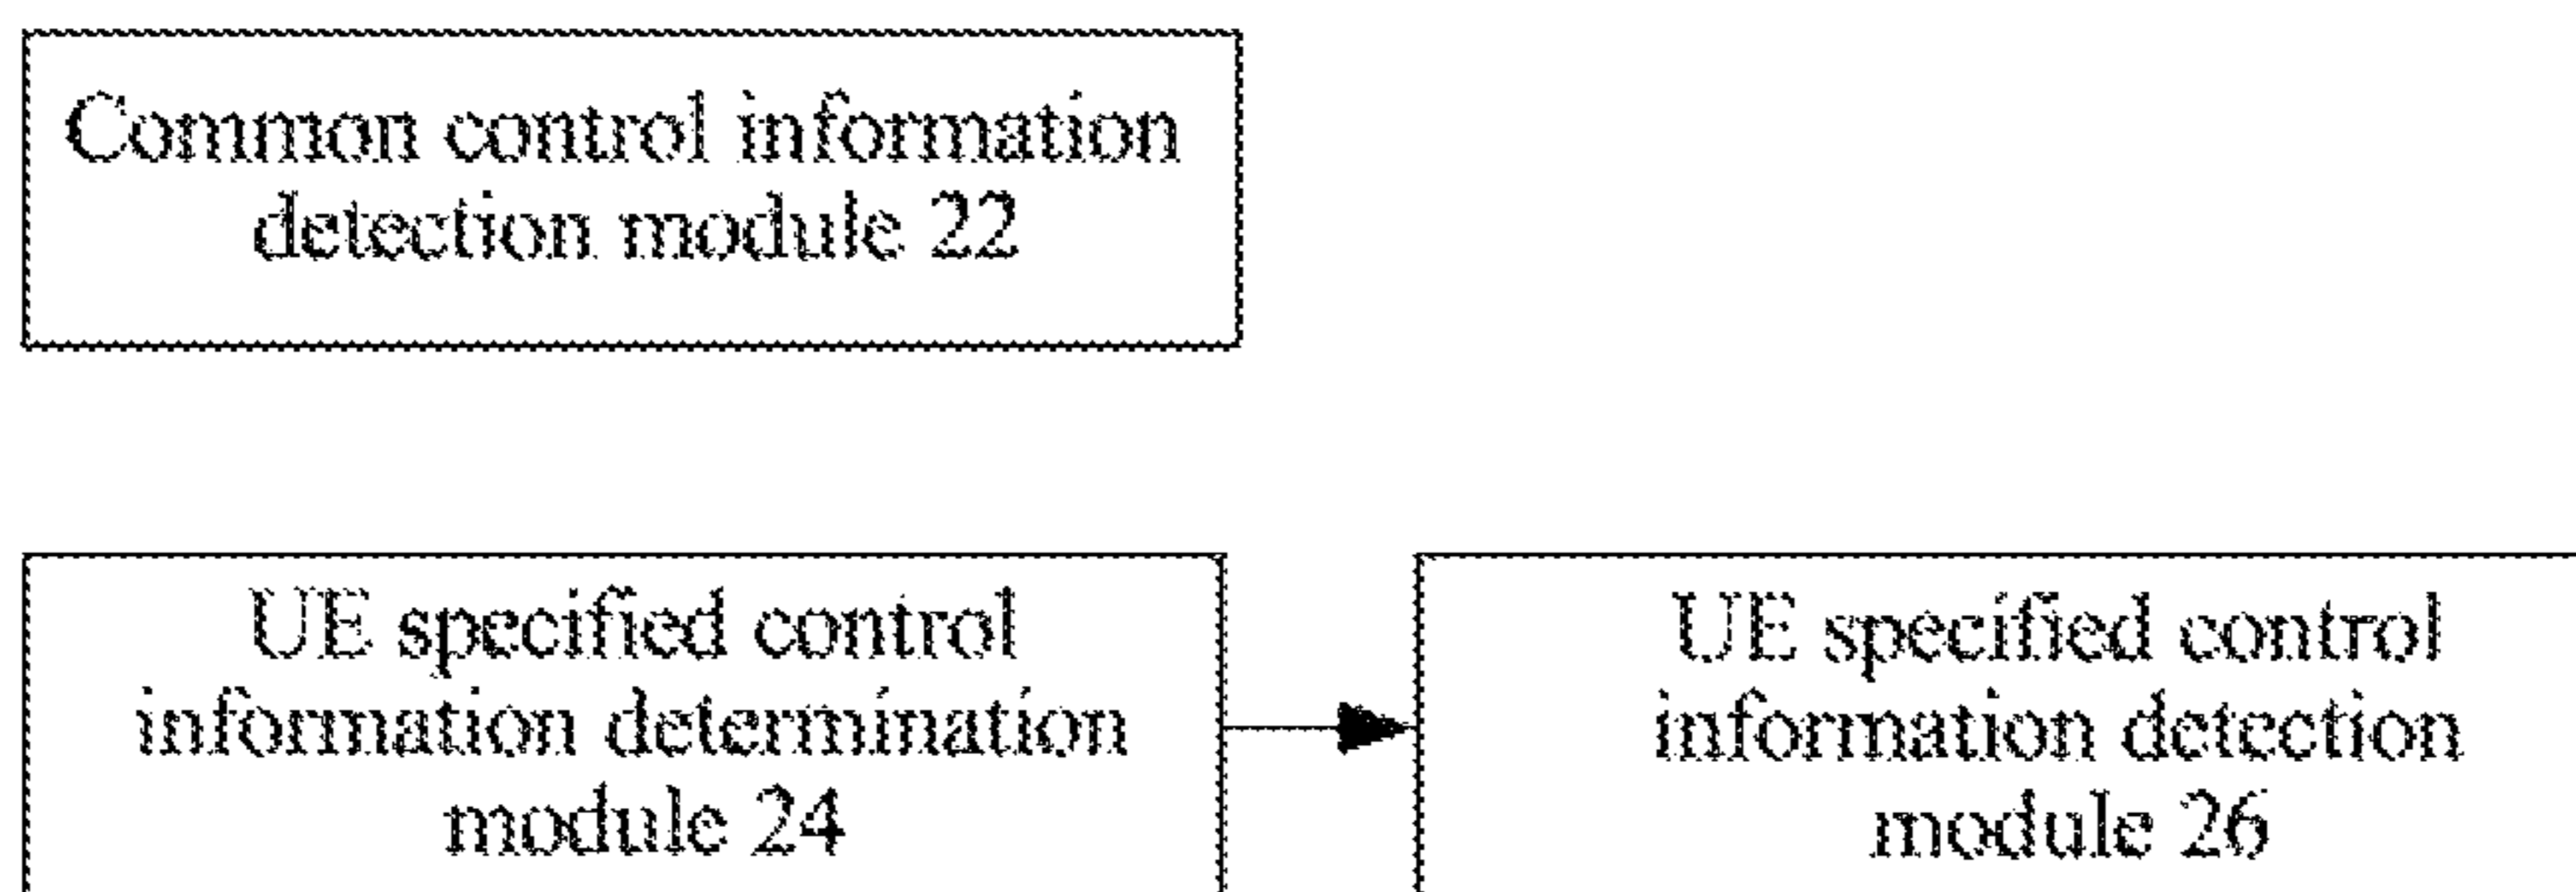 Common control information
detection module 22
UE specified control
information determination
module 24
UE specified control
information detection
module 26